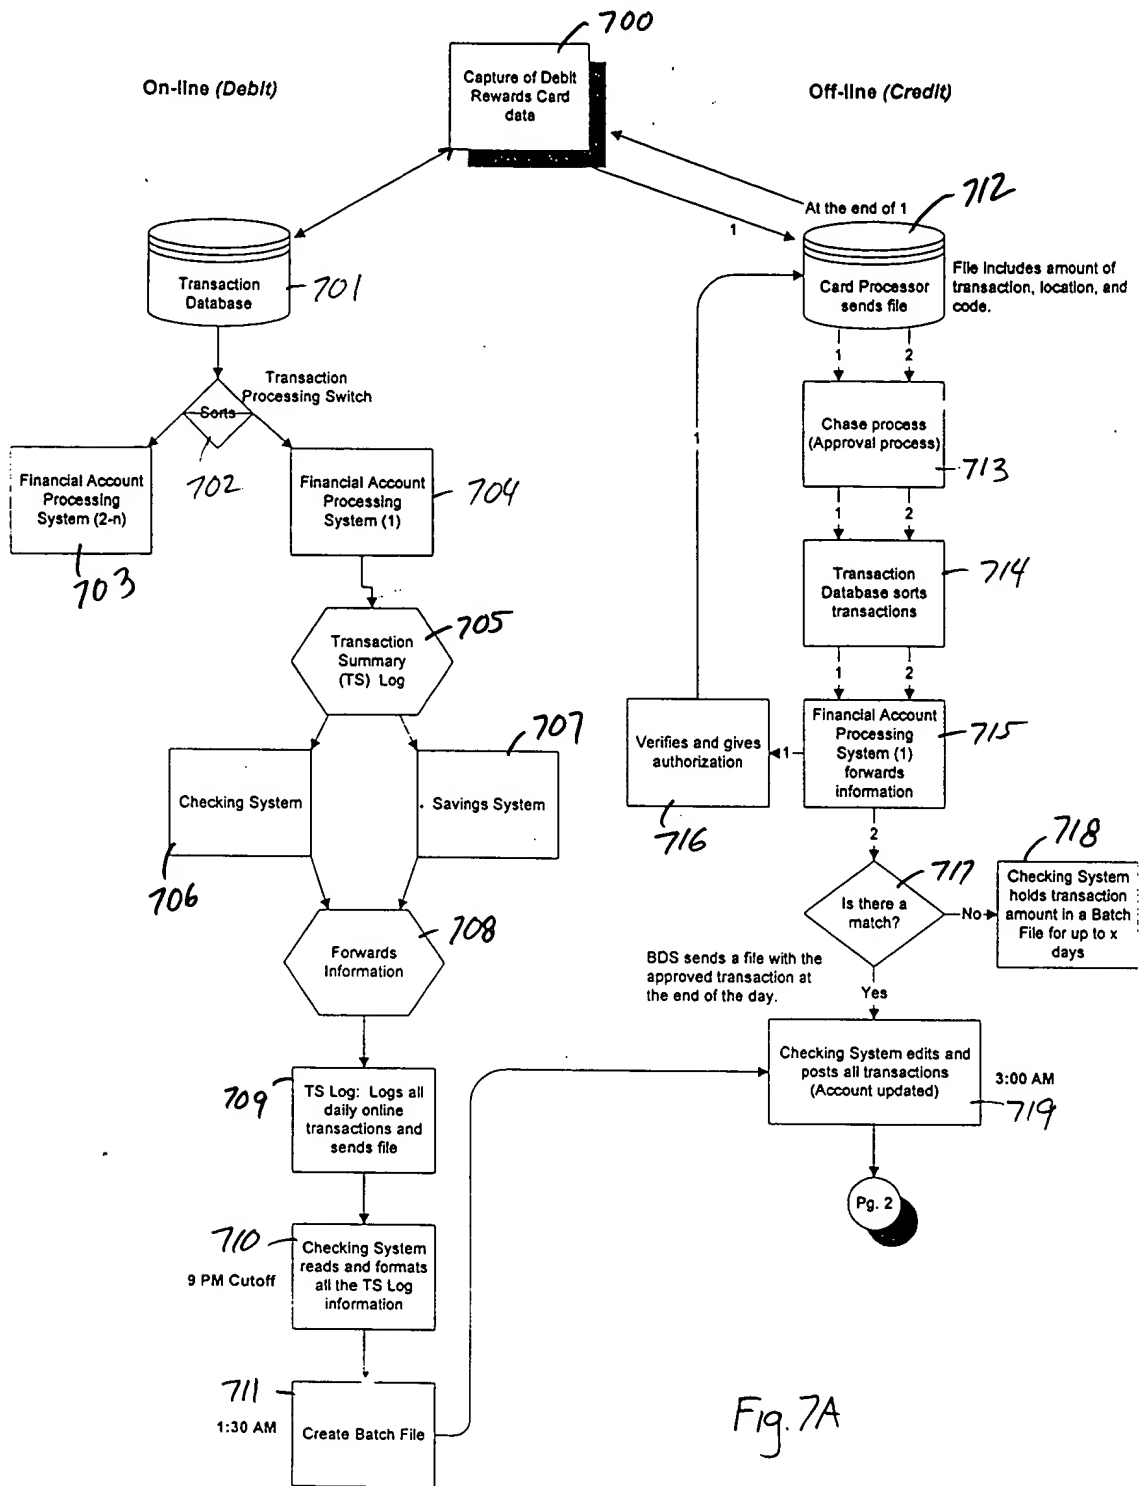 700
Capture of Debit
Rewards Card
data
On-line (Debit)
Off-line (Credit)
712
At the end of 1
1
Transaction
Database
701
Card Processor
sends file
File includes amount of
transaction, location, and
code.
1
2
Transaction
Processing Switch
Sorts
702
Chase process
(Approval process)
713
1
Financial Account
Processing
System (2-n)
703
Financial Account
Processing
System (1)
704
1
2
Transaction
Database sorts
transactions
714
705
Transaction
Summary
(TS) Log
1
2
Verifies and gives
authorization
716
1
Financial Account
Processing
System (1)
forwards
information
715
707
Checking System
706
Savings System
2
717
718
Is there a
match?
No
Checking System
holds transaction
amount in a Batch
File for up to x
days
708
Forwards
Information
BDS sends a file with the
approved transaction at
the end of the day.
Yes
709
TS Log: Logs all
daily online
transactions and
sends file
Checking System edits and
posts all transactions
(Account updated)
3:00 AM
719
Pg. 2
710
9 PM Cutoff
Checking System
reads and formats
all the TS Log
information
711
1:30 AM
Create Batch File
Fig. 7A